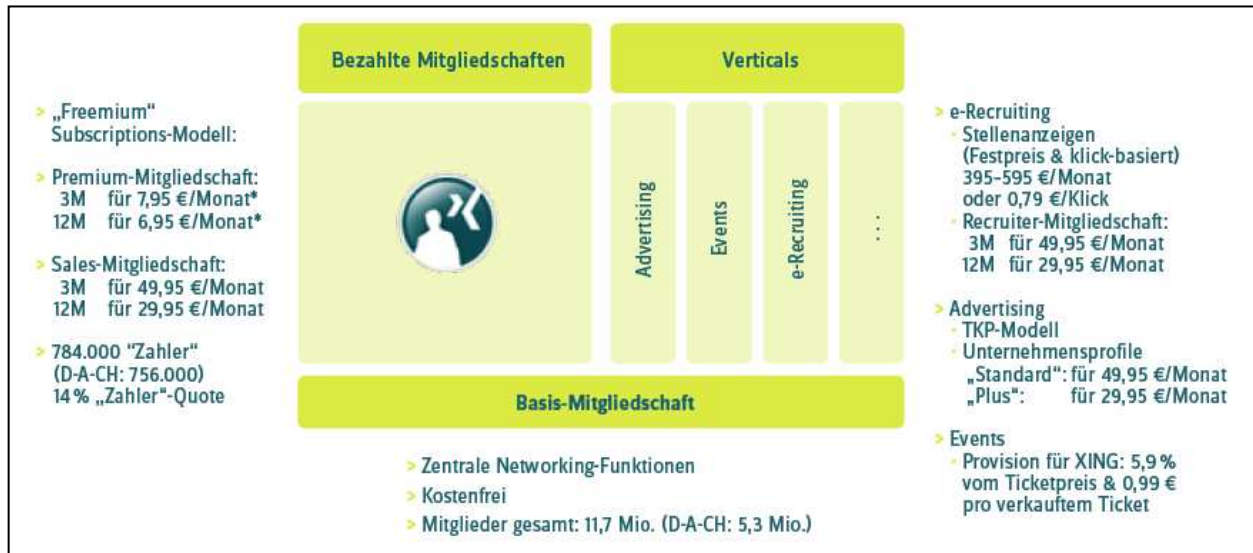 Bezahlte Mitgliedschaften
Verticals
> „Freemium“
Subscriptions-Modell:
> Premium-Mitgliedschaft:
3M für 7,95 €/Monat*
12M für 6,95 €/Monat*
> Sales-Mitgliedschaft:
3M für 49,95 €/Monat
12M für 29,95 €/Monat
> 784.000 “Zahler”
(D-A-CH: 756.000)
14 % „Zahler“-Quote
Advertising
Events
e-Recruiting
...
Basis-Mitgliedschaft
> Zentrale Networking-Funktionen
> Kostenfrei
> Mitglieder gesamt: 11,7 Mio. (D-A-CH: 5,3 Mio.)
> e-Recruiting
· Stellenanzeigen
(Festpreis & klick-basiert)
395–595 €/Monat
oder 0,79 €/Klick
· Recruiter-Mitgliedschaft:
3M für 49,95 €/Monat
12M für 29,95 €/Monat
> Advertising
· TKP-Modell
· Unternehmensprofile
„Standard“: für 49,95 €/Monat
„Plus“: für 29,95 €/Monat
> Events
· Provision für XING: 5,9 %
vom Ticketpreis & 0,99 €
pro verkauftem Ticket